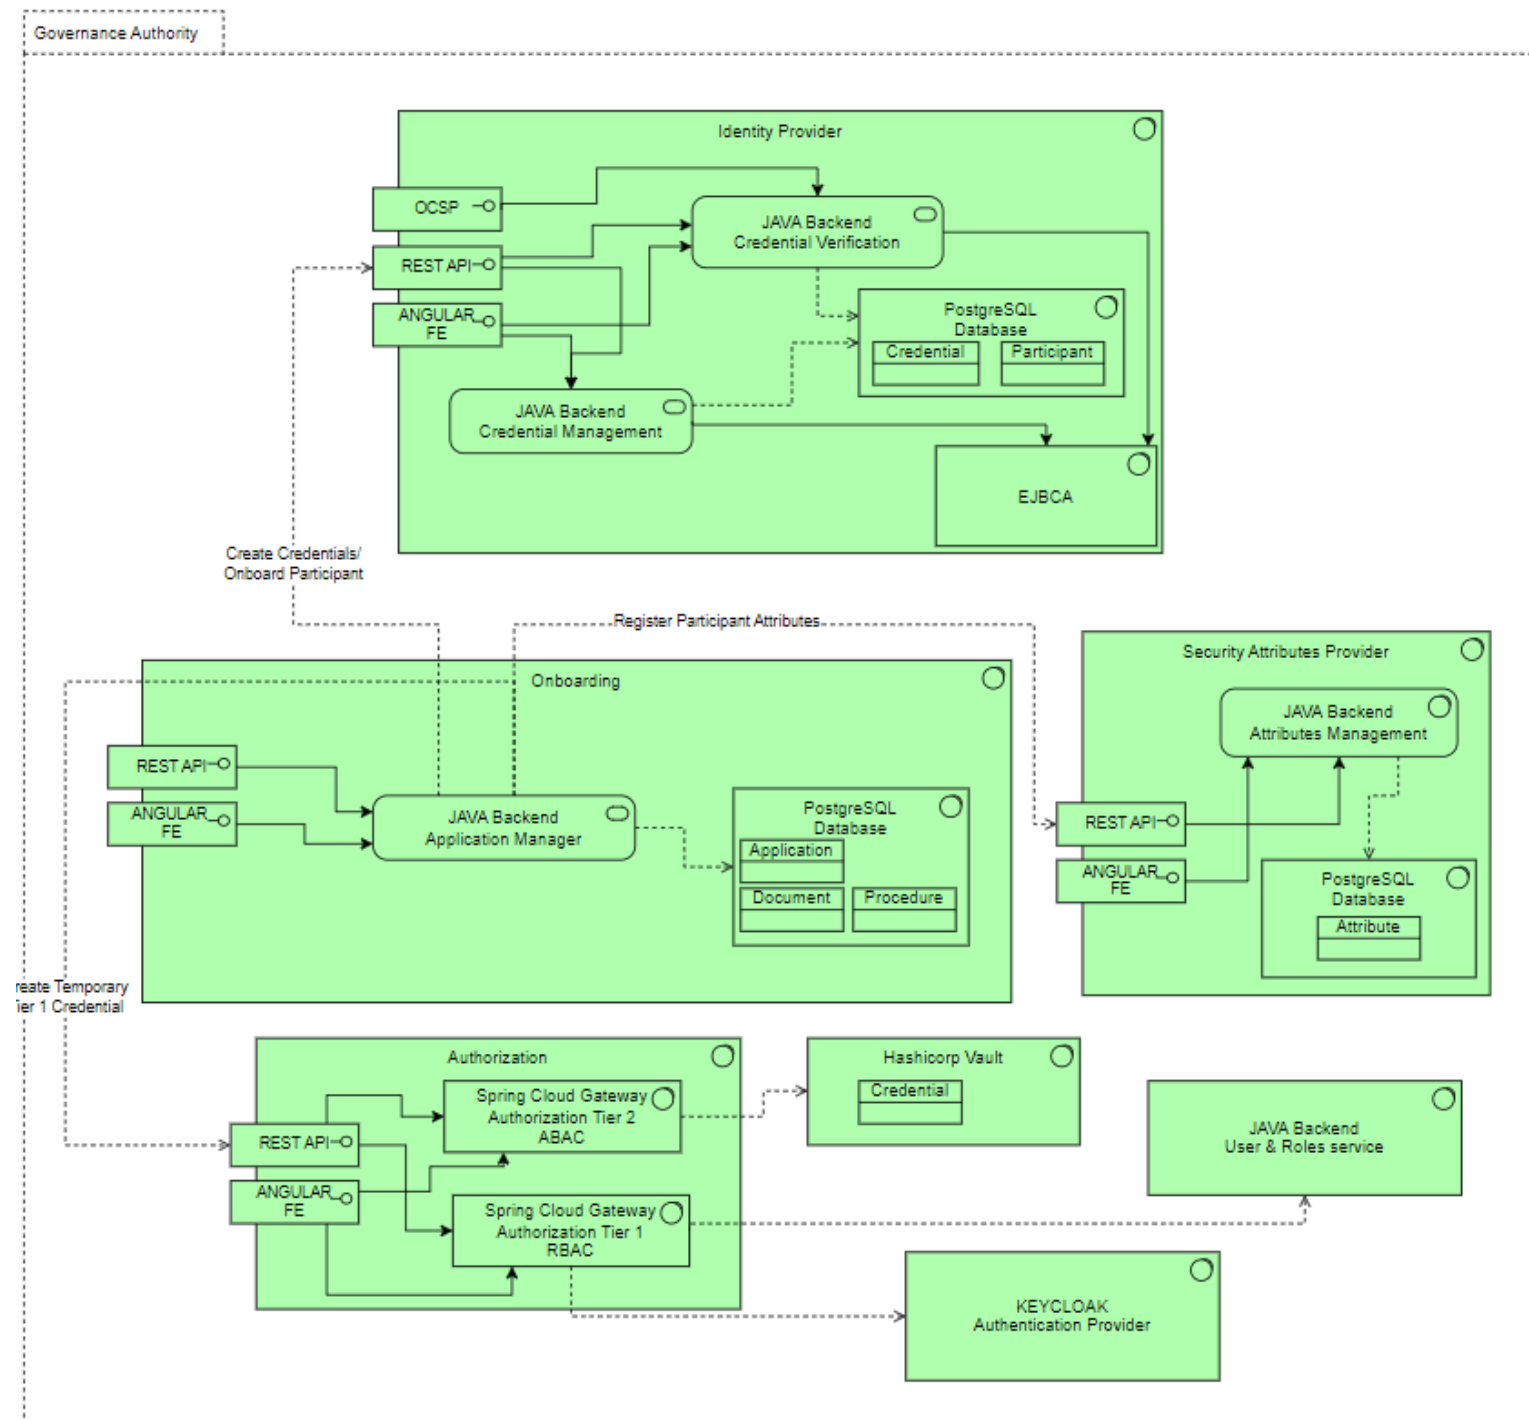 Governance Authority
Identity Provider
OCSP
REST API
ANGULAR
FE
JAVA Backend
Credential Verification
PostgreSQL
Database
Credential
Participant
JAVA Backend
Credential Management
EJBCA
Create Credentials/
Onboard Participant
Register Participant Attributes
Onboarding
REST API
ANGULAR
FE
JAVA Backend
Application Manager
PostgreSQL
Database
Application
Document
Procedure
Security Attributes Provider
JAVA Backend
Attributes Management
REST API
ANGULAR
FE
PostgreSQL
Database
Attribute
reate Temporary
ier 1 Credential
Authorization
Spring Cloud Gateway
Authorization Tier 2
ABAC
REST API
ANGULAR
FE
Spring Cloud Gateway
Authorization Tier 1
RBAC
Hashicorp Vault
Credential
JAVA Backend
User & Roles service
KEYCLOAK
Authentication Provider